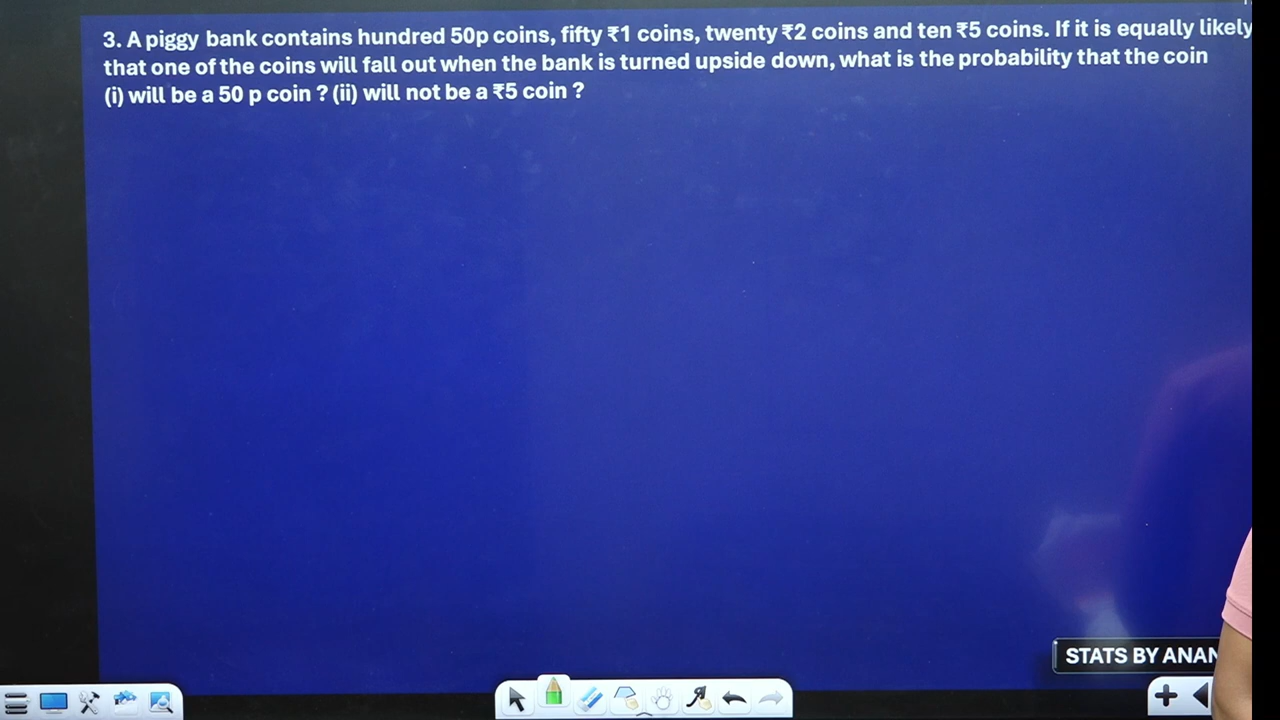 3. A piggy bank contains hundred 50p coins, fifty ₹1 coins, twenty ₹2 coins and ten ₹5 coins. If it is equally likely
that one of the coins will fall out when the bank is turned upside down, what is the probability that the coin
(i) will be a 50 p coin ? (ii) will not be a ₹5 coin ?
STATS BY ANAN